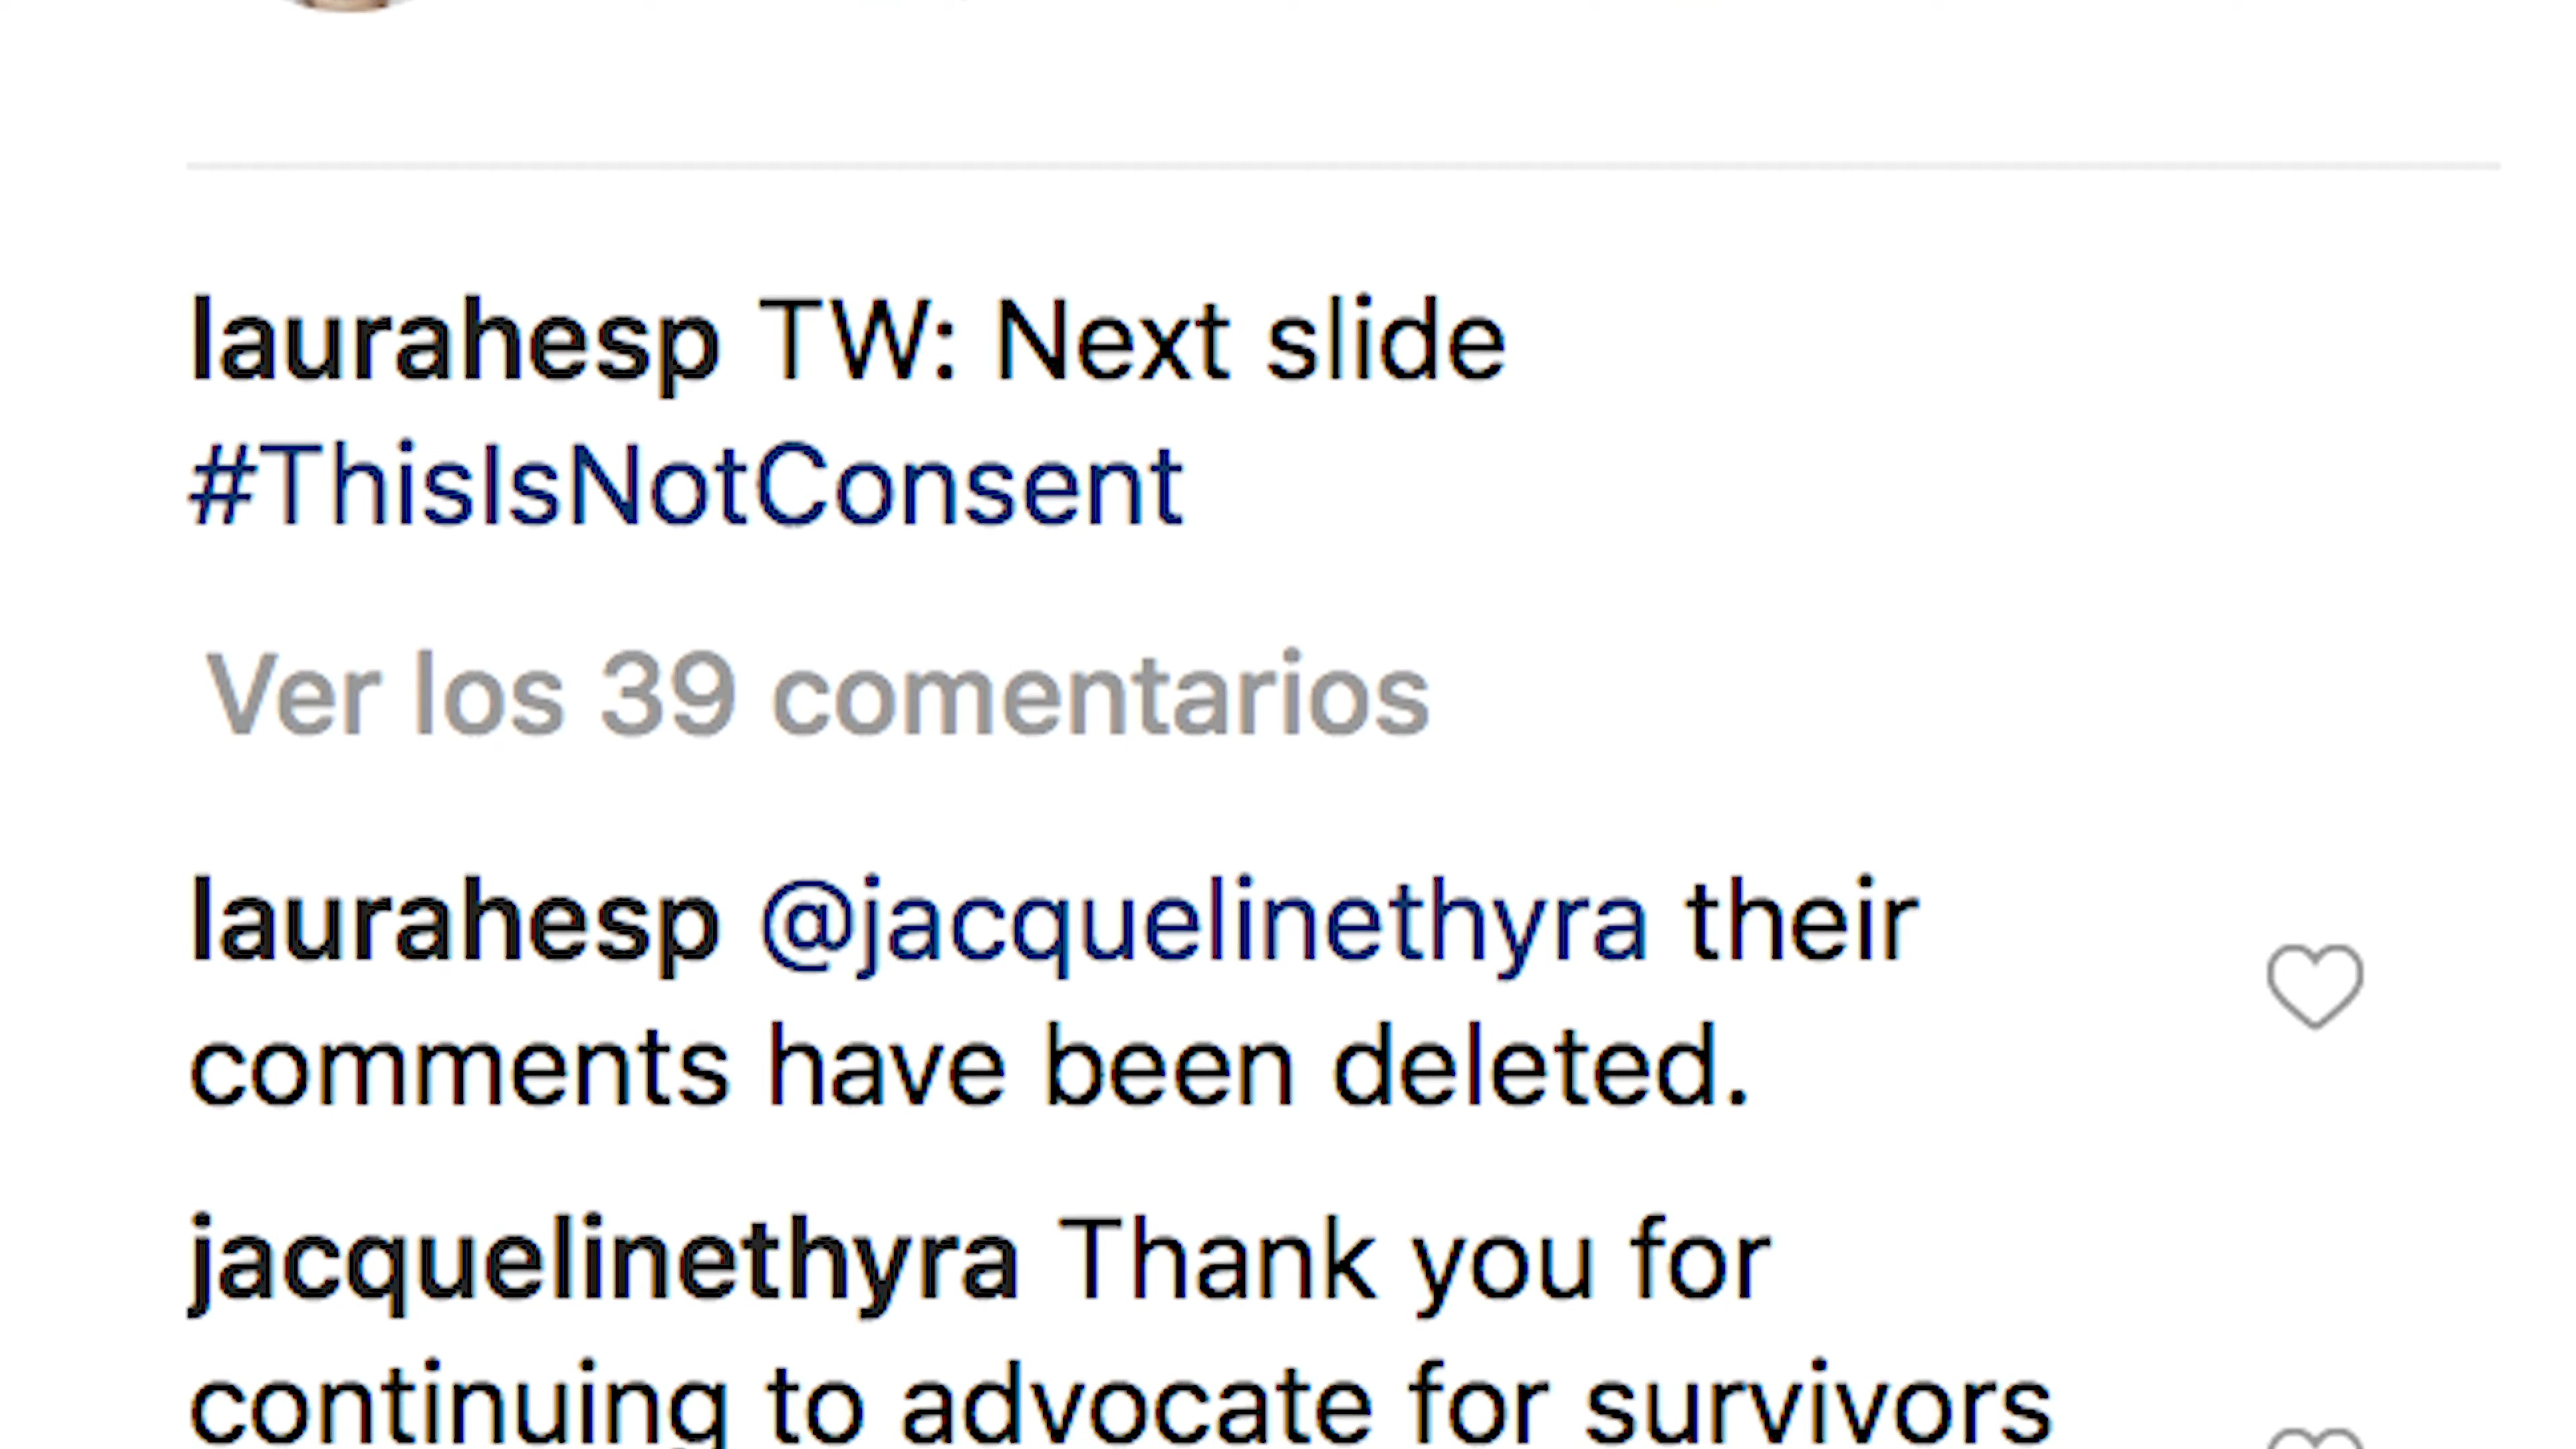 laurahesp TW: Next slide
#ThisIsNotConsent
Ver los 39 comentarios
laurahesp @jacquelinethyra their
comments have been deleted.
jacquelinethyra Thank you for
continuing to advocate for survivors